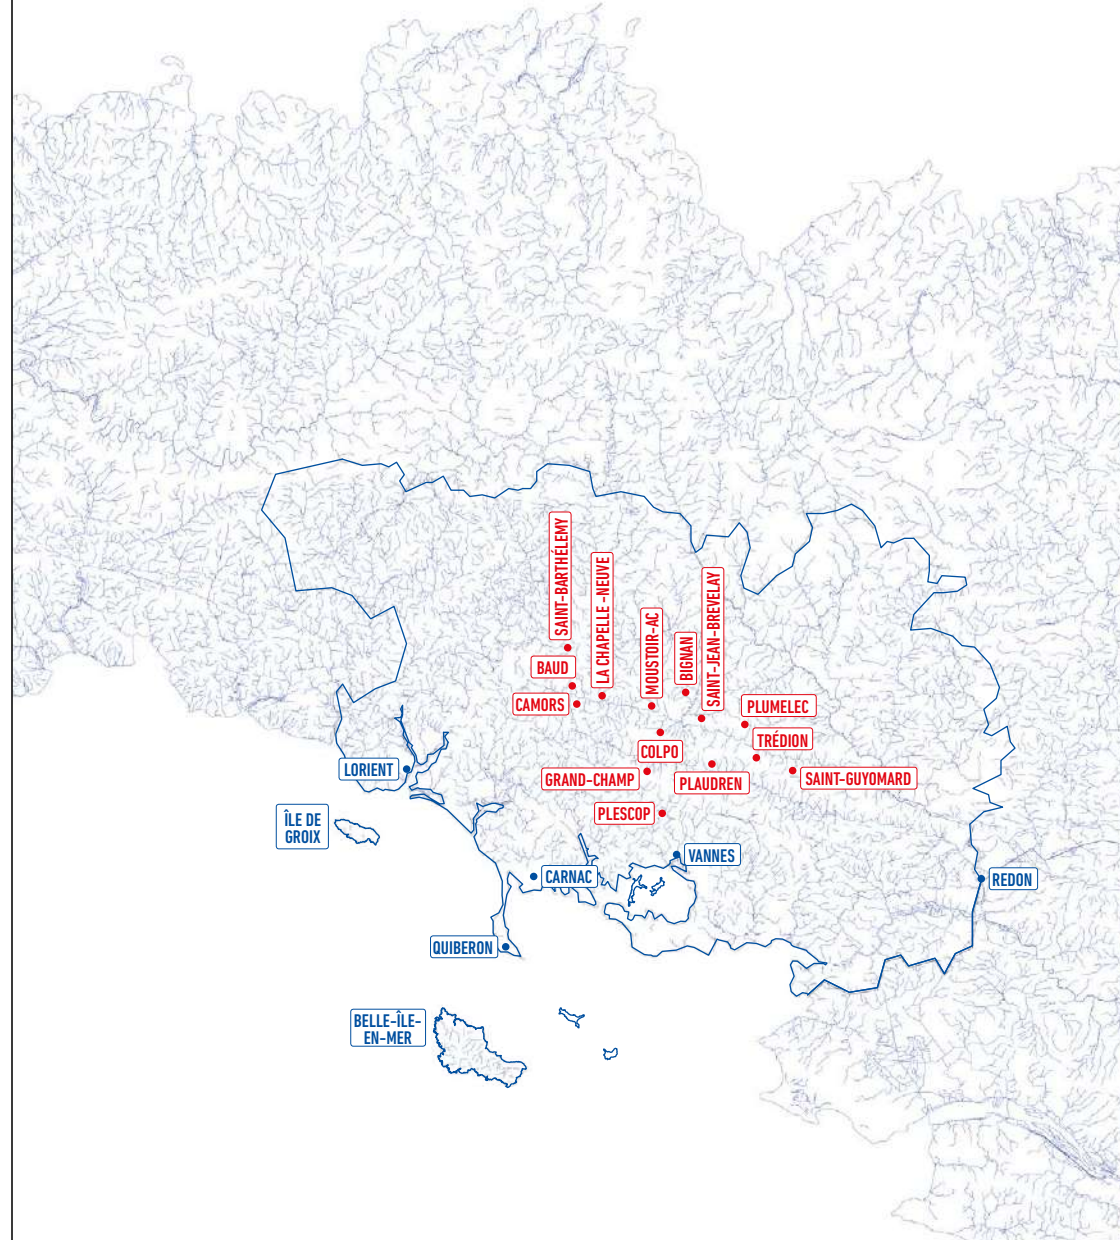 SAINT-BARTHÉLEMY
LA CHAPELLE -NEUVE
MOUSTOIR-AC
BIGNAN
SAINT-JEAN-BREVELAY
BAUD
CAMORS
PLUMELEC
TRÉDION
COLPO
LORIENT
GRAND-CHAMP
PLAUDREN
SAINT-GUYOMARD
PLESCOP
ÎLE DE
GROIX
VANNES
CARNAC
REDON
QUIBERON
BELLE-ÎLE-
EN-MER